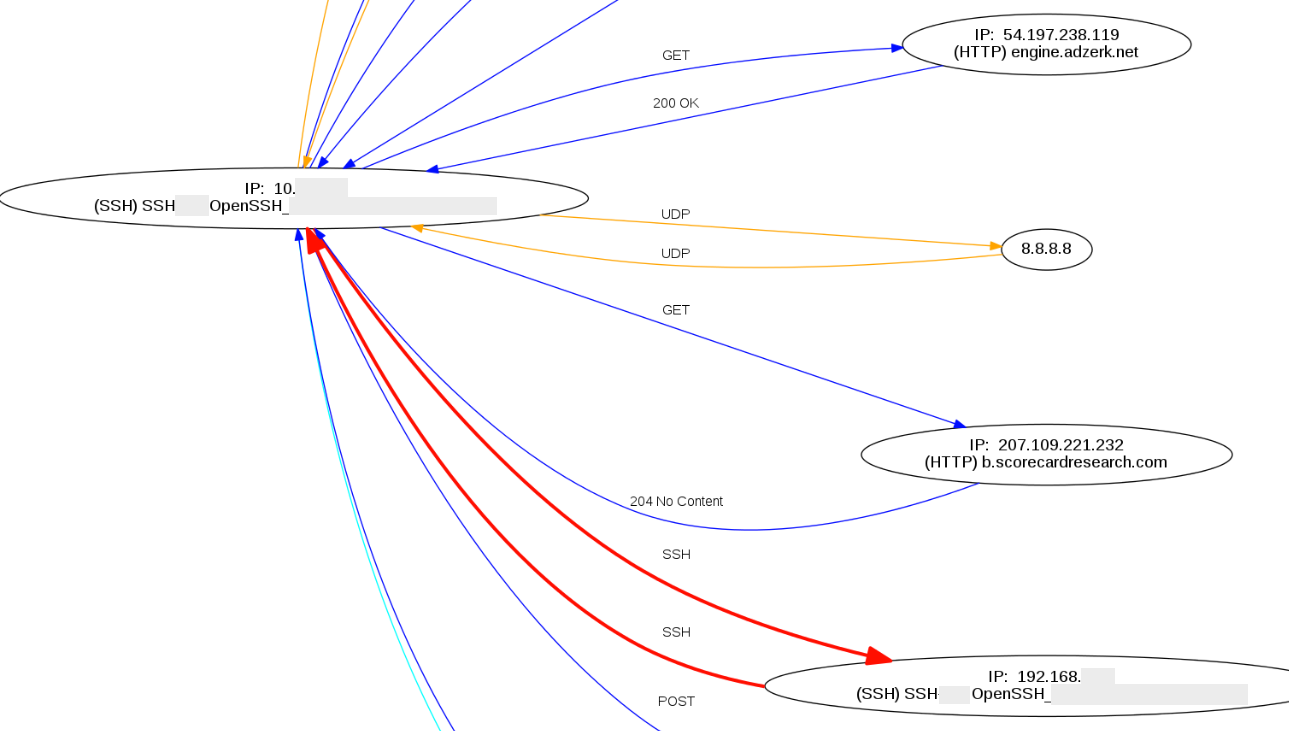 IP: 54.197.238.119
(HTTP) engine.adzerk.net
GET
200 OK
IP: 10.
(SSH) SSH OpenSSH_
UDP
8.8.8.8
UDP
GET
IP: 207.109.221.232
(HTTP) b.scorecardresearch.com
204 No Content
SSH
SSH
IP: 192.168.
(SSH) SSH- OpenSSH_
POST